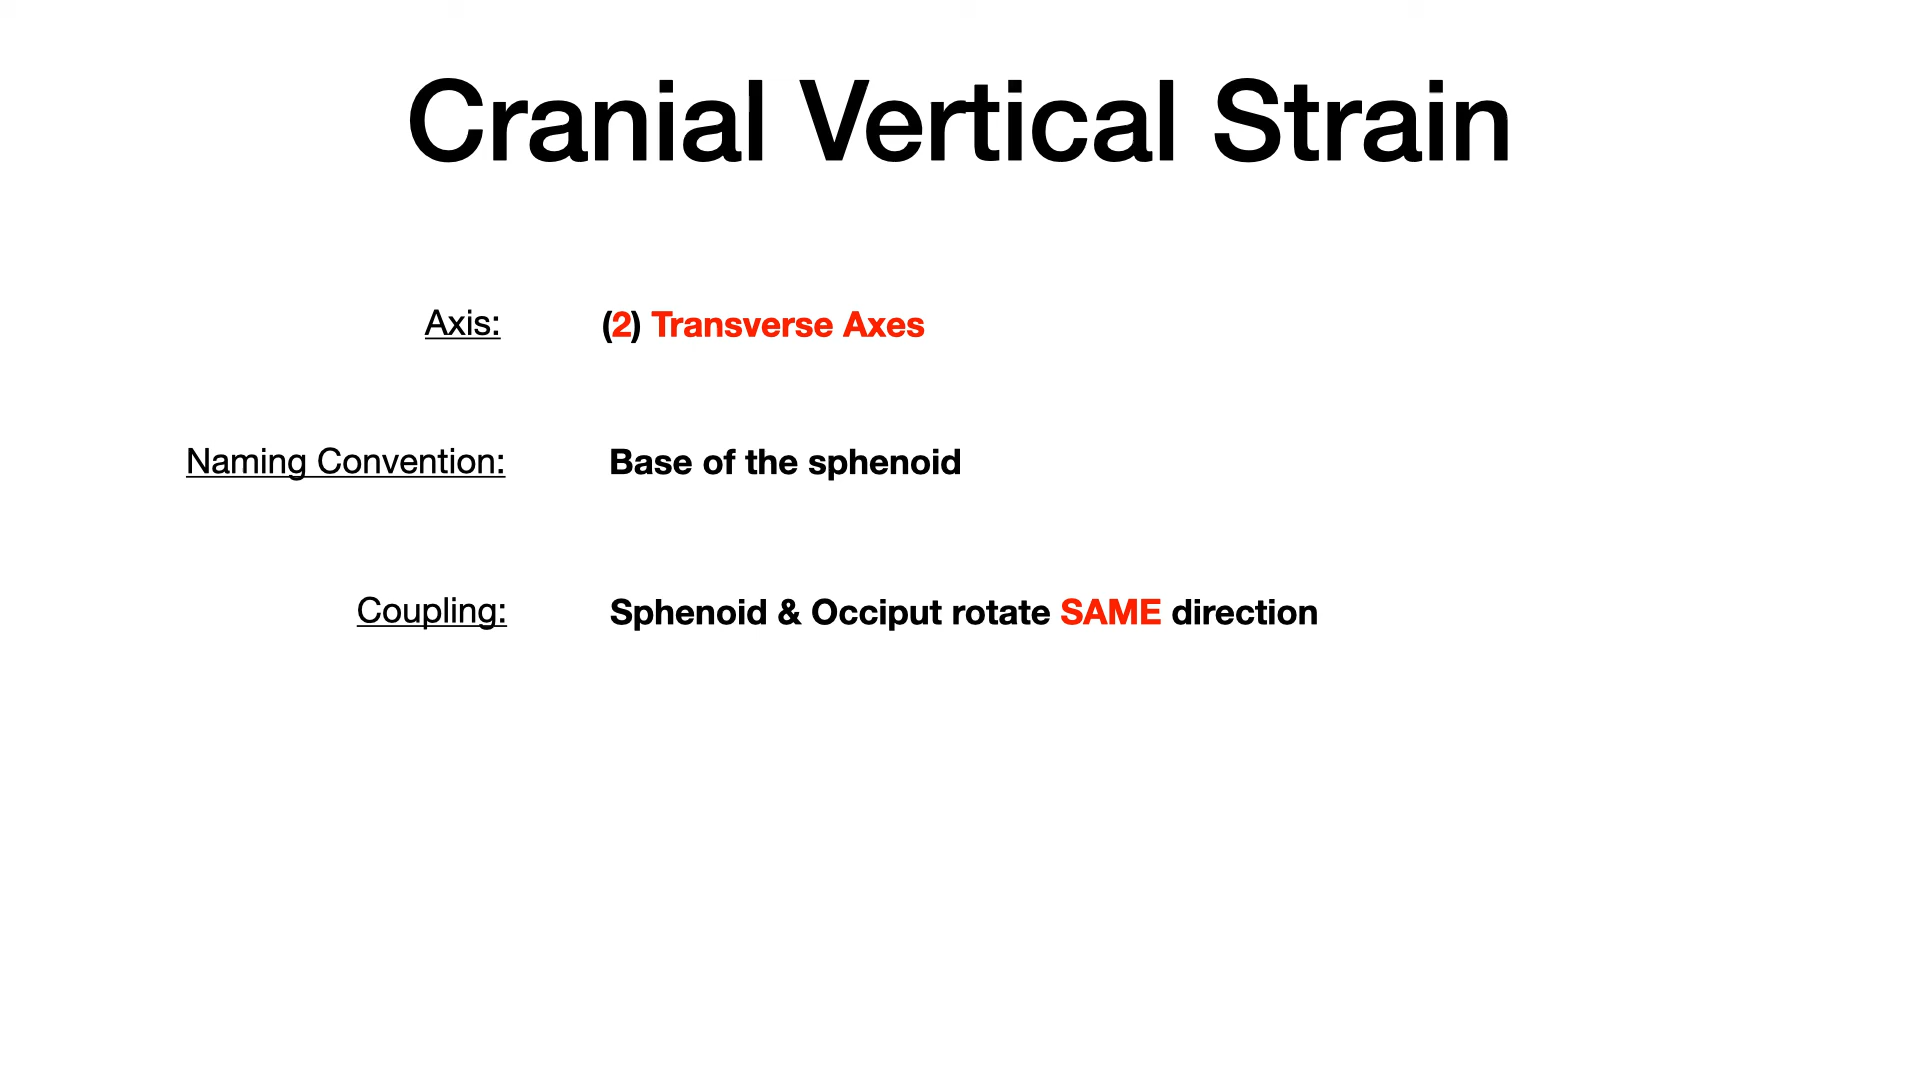 Cranial Vertical Strain
Axis: (2) Transverse Axes
Naming Convention: Base of the sphenoid
Coupling: Sphenoid & Occiput rotate SAME direction